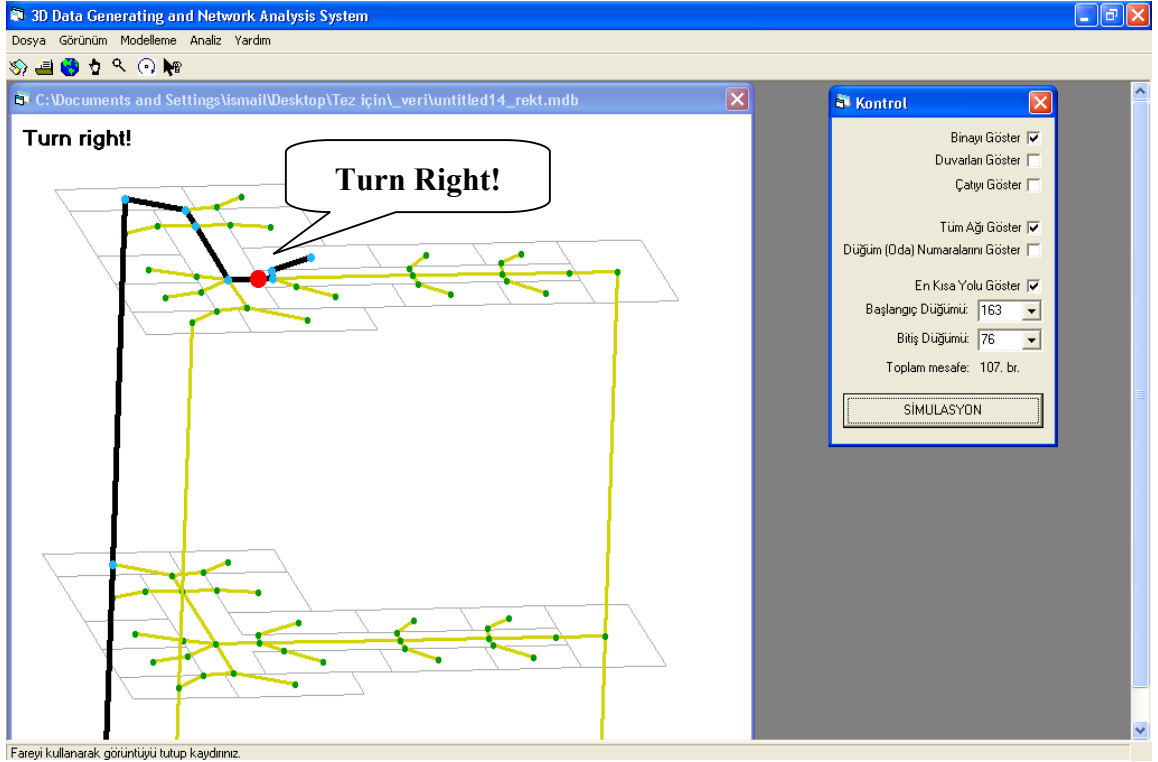 3D Data Generating and Network Analysis System
Dosya Görünüm Modelleme Analiz Yardım
C:\Documents and Settings\ismail\Desktop\Tez için\_veri\untitled14_rekt.mdb
Turn right!
Turn Right!
Kontrol
Binayı Göster
Duvarları Göster
Çatıyı Göster
Tüm Ağı Göster
Düğüm (Oda) Numaralarını Göster
En Kısa Yolu Göster
Başlangıç Düğümü: 163
Bitiş Düğümü: 76
Toplam mesafe: 107. br.
SİMULASYON
Fareyi kullanarak görüntüyü tutup kaydırınız.